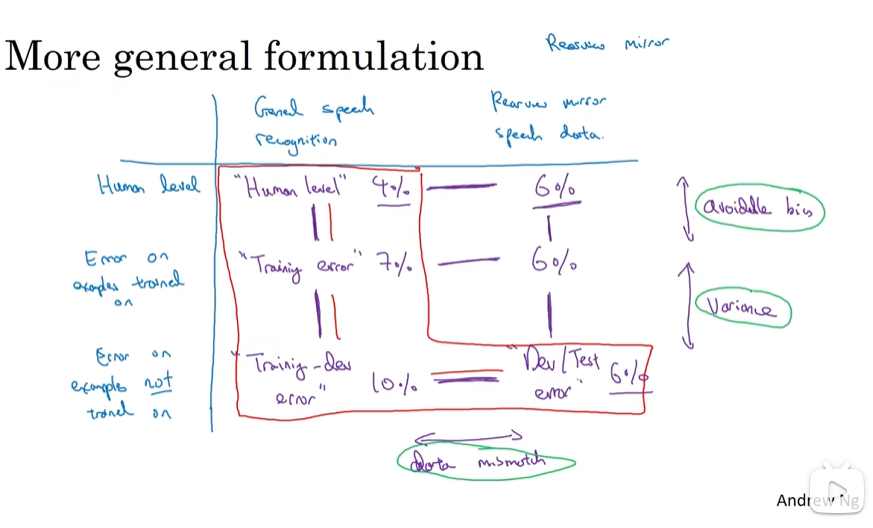 Rearview mirror
More general formulation
General speech recognition
Rearview mirror speech data.
Human level
"Human level" 4%
6%
avoidable bias
Error on examples trained on
"Training error" 7%
6%
Variance
Error on examples not trained on
"Training-dev error" 10%
"Dev/Test error" 6%
data mismatch
Andrew Ng